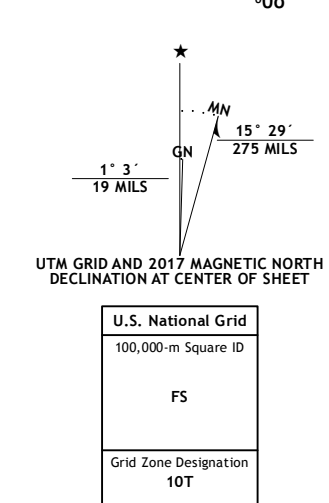 ★
MN
15° 29´
275 MILS
GN
1° 3´
19 MILS
UTM GRID AND 2017 MAGNETIC NORTH
DECLINATION AT CENTER OF SHEET
U.S. National Grid
100,000-m Square ID
FS
Grid Zone Designation
10T